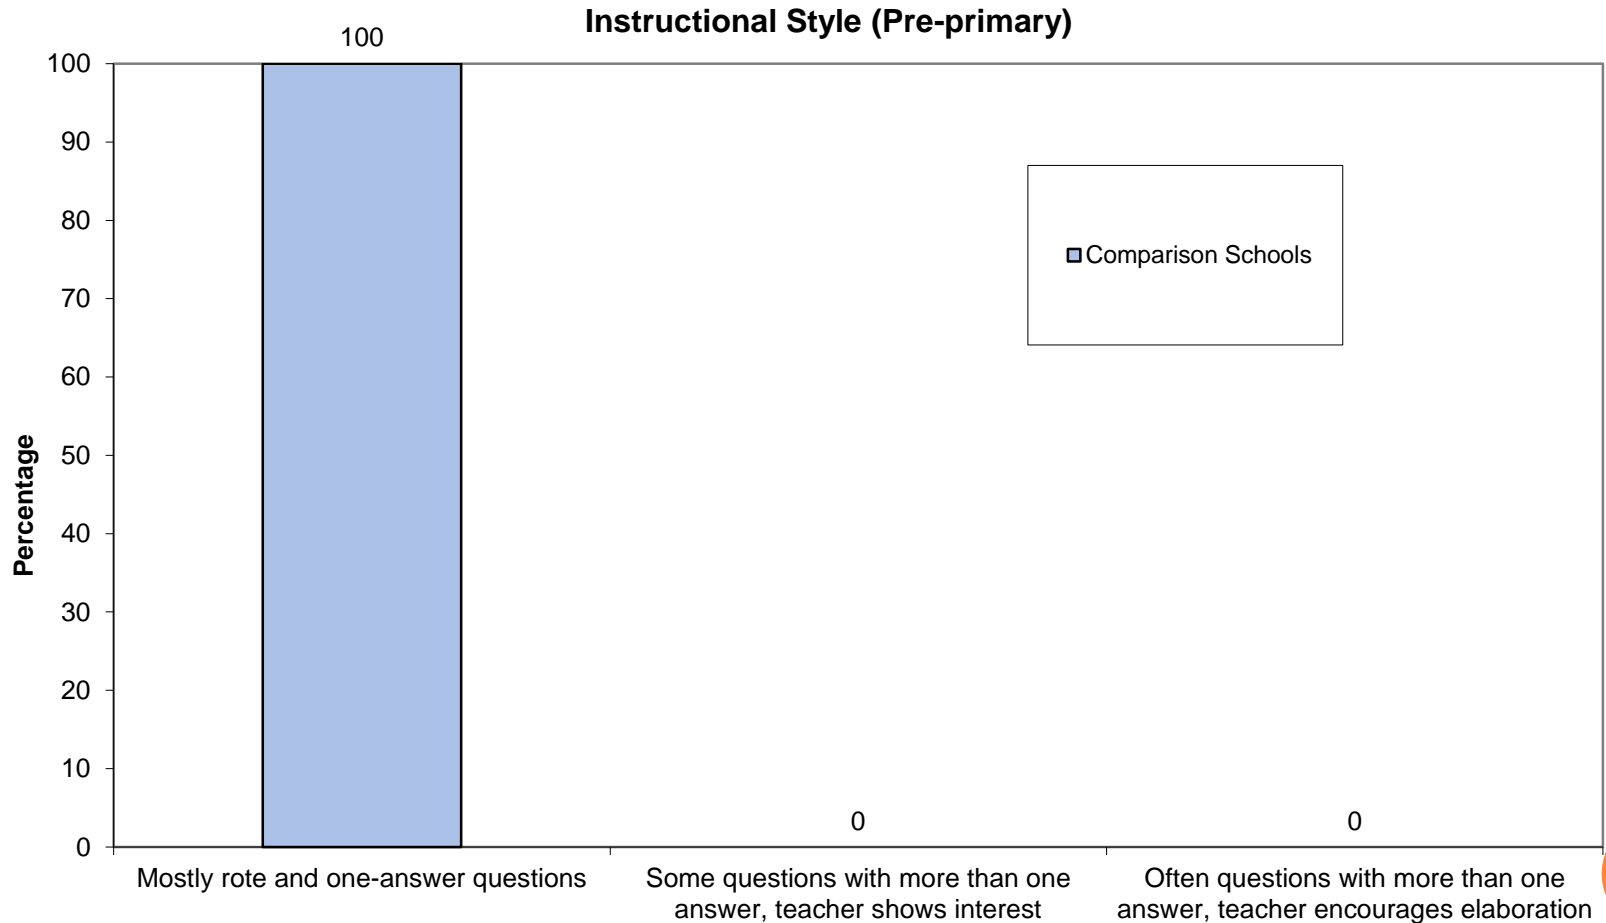 Instructional Style (Pre-primary)
100
100
90
80
70
60
50
40
30
20
10
0
Percentage
Comparison Schools
0
0
Mostly rote and one-answer questions
Some questions with more than one
answer, teacher shows interest
Often questions with more than one
answer, teacher encourages elaboration